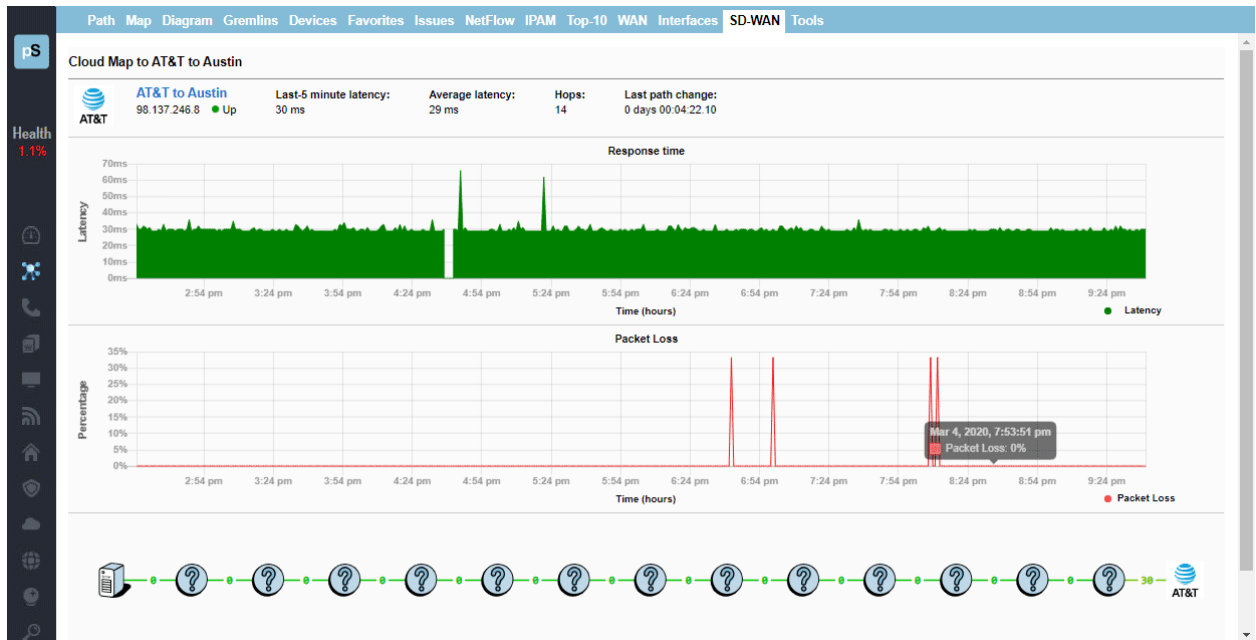 Path Map Diagram Gremlins Devices Favorites Issues NetFlow IPAM Top-10 WAN Interfaces SD-WAN Tools
pS
Health
1.1%
Cloud Map to AT&T to Austin
AT&T
AT&T to Austin
98.137.246.8 Up
Last-5 minute latency:
30 ms
Average latency:
29 ms
Hops:
14
Last path change:
0 days 00:04:22.10
Response time
Latency
70ms
60ms
50ms
40ms
30ms
20ms
10ms
0ms
2:54 pm 3:24 pm 3:54 pm 4:24 pm 4:54 pm 5:24 pm 5:54 pm 6:24 pm 6:54 pm 7:24 pm 7:54 pm 8:24 pm 8:54 pm 9:24 pm
Time (hours)
Latency
Packet Loss
Percentage
35%
30%
25%
20%
15%
10%
5%
0%
Mar 4, 2020, 7:53:51 pm
Packet Loss: 0%
2:54 pm 3:24 pm 3:54 pm 4:24 pm 4:54 pm 5:24 pm 5:54 pm 6:24 pm 6:54 pm 7:24 pm 7:54 pm 8:24 pm 8:54 pm 9:24 pm
Time (hours)
Packet Loss
0 ? 0 ? 0 ? 0 ? 0 ? 0 ? 0 ? 0 ? 0 ? 0 ? 0 ? 0 ? 0 ? 30
AT&T